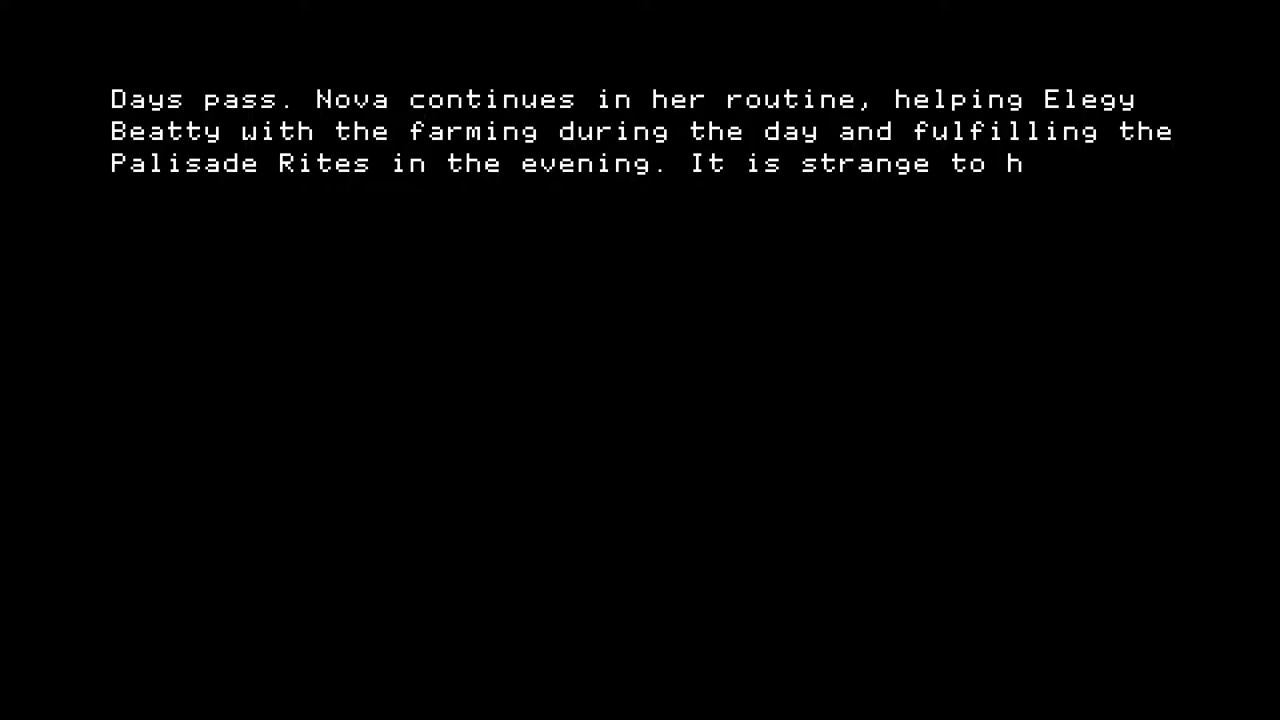 Days pass. Nova continues in her routine, helping Elegy
Beatty with the farming during the day and fulfilling the
Palisade Rites in the evening. It is strange to h